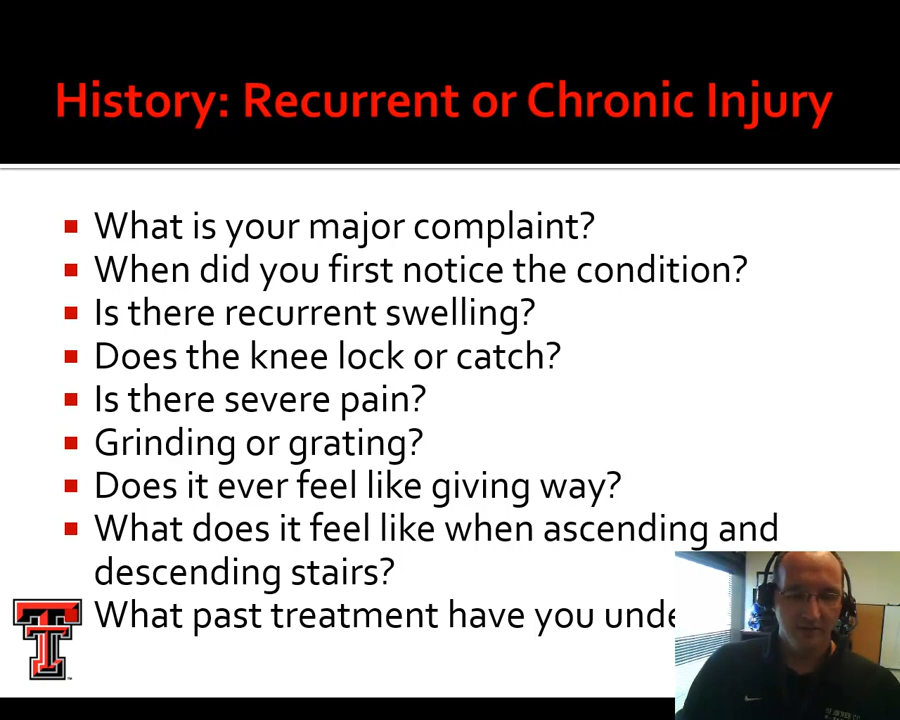 History: Recurrent or Chronic Injury
What is your major complaint?
When did you first notice the condition?
Is there recurrent swelling?
Does the knee lock or catch?
Is there severe pain?
Grinding or grating?
Does it ever feel like giving way?
What does it feel like when ascending and
descending stairs?
What past treatment have you